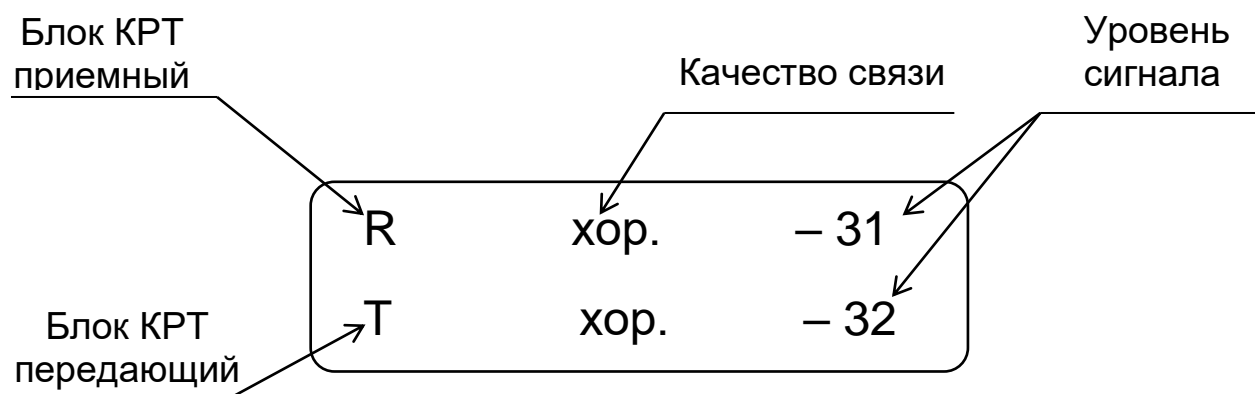 Блок КРТ
приемный
Качество связи
Уровень
сигнала
R хор. – 31
T хор. – 32
Блок КРТ
передающий